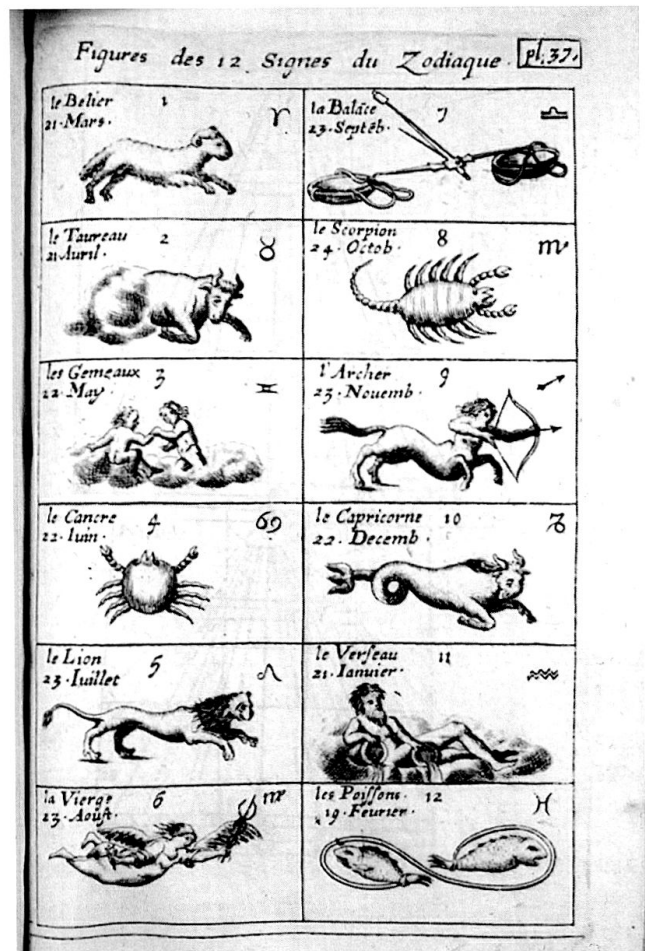 Figures des 12 Signes du Zodiaque. pl. 37.
le Belier 1 ♈
21. Mars.
la Balāce 7 ♎
23. Septēb.
le Taureau 2 ♉
21 Auril.
le Scorpion 8 ♏
24. Octob.
les Gemeaux 3 ♊
22. May.
l'Archer 9 ♐
23. Nouemb.
le Cancre 4 ♋
22. Iuin.
le Capricorne 10 ♑
22. Decemb.
le Lion 5 ♌
23. Iuillet
le Verseau 11 ♒
21. Ianuier.
la Vierge 6 ♍
23. Aoust.
les Poissons. 12 ♓
19. Feurier.